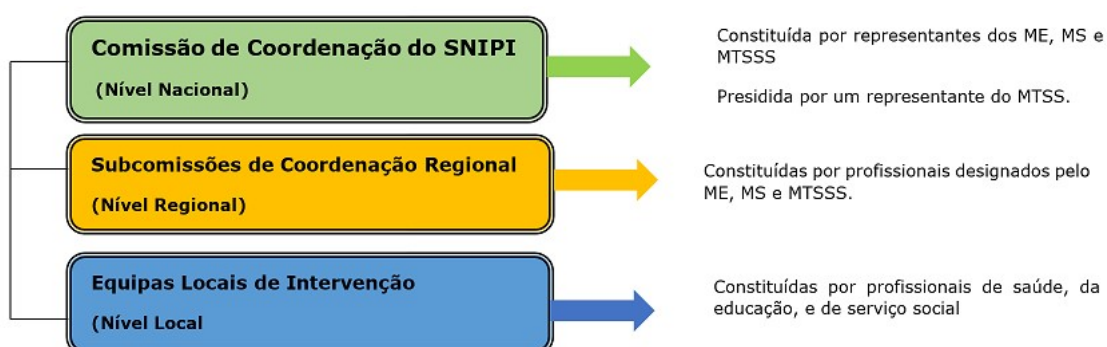 Comissão de Coordenação do SNIPI
(Nível Nacional)
Constituída por representantes dos ME, MS e
MTSSS
Presidida por um representante do MTSS.
Subcomissões de Coordenação Regional
(Nível Regional)
Constituídas por profissionais designados pelo
ME, MS e MTSSS.
Equipas Locais de Intervenção
(Nível Local
Constituídas por profissionais de saúde, da
educação, e de serviço social